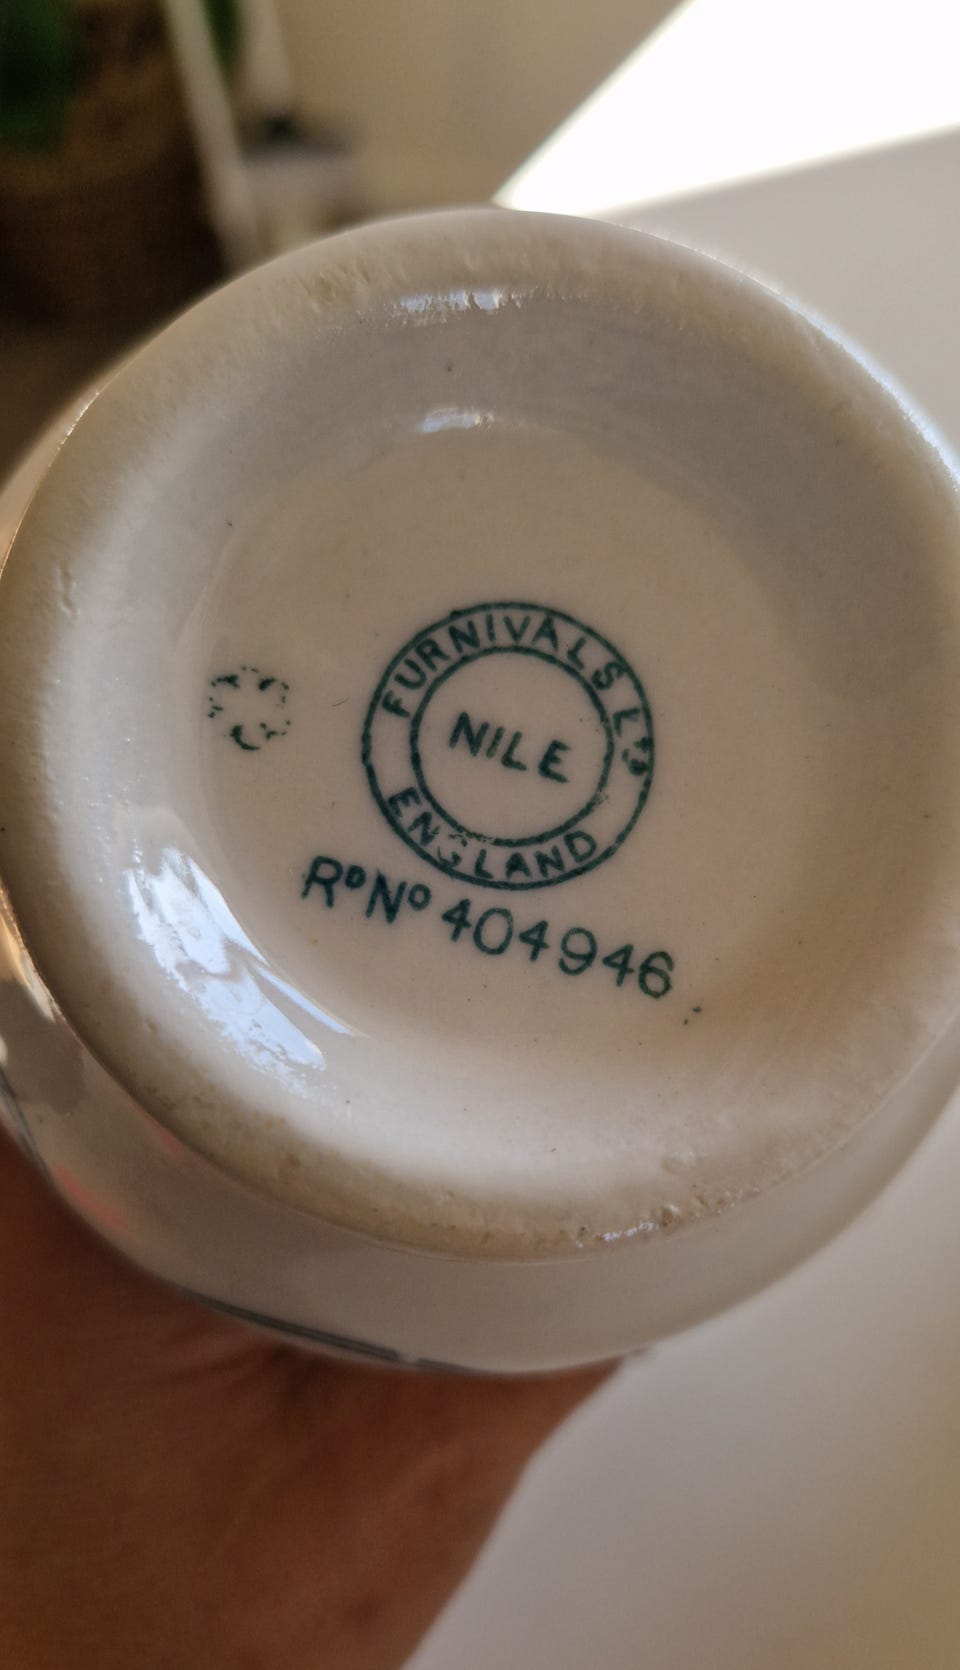 FURNIVALS Lᵀᴰ
NILE
ENGLAND
Rᴰ Nº 404946